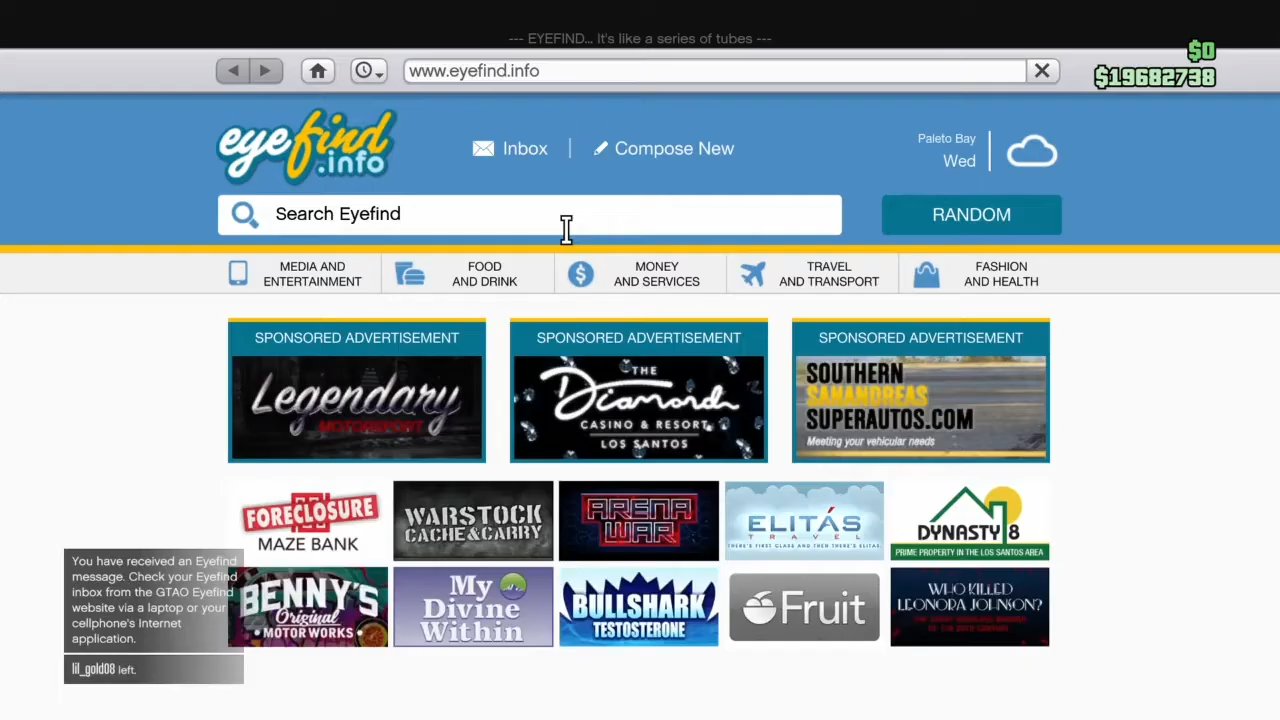 --- EYEFIND... It's like a series of tubes ---
$0
www.eyefind.info
$19682738
eyefind.info
Inbox
Compose New
Paleto Bay
Wed
Search Eyefind
RANDOM
MEDIA AND
ENTERTAINMENT
FOOD
AND DRINK
MONEY
AND SERVICES
TRAVEL
AND TRANSPORT
FASHION
AND HEALTH
SPONSORED ADVERTISEMENT
Legendary
MOTORSPORT
SPONSORED ADVERTISEMENT
THE
Diamond
CASINO & RESORT
LOS SANTOS
SPONSORED ADVERTISEMENT
SOUTHERN
SANANDREAS
SUPERAUTOS.COM
Meeting your vehicular needs
FORECLOSURE
MAZE BANK
WARSTOCK
CACHE & CARRY
ARENA
WAR
ELITÁS
TRAVEL
THERE'S FIRST CLASS AND THEN THERE'S ELITAS
DYNASTY 8
PRIME PROPERTY IN THE LOS SANTOS AREA
BENNY'S
Original
MOTOR WORKS
My
Divine
Within
BULLSHARK
TESTOSTERONE
Fruit
WHO KILLED
LEONORA JOHNSON?
You have received an Eyefind
message. Check your Eyefind
inbox from the GTAO Eyefind
website via a laptop or your
cellphone's Internet
application.
lil_gold08 left.